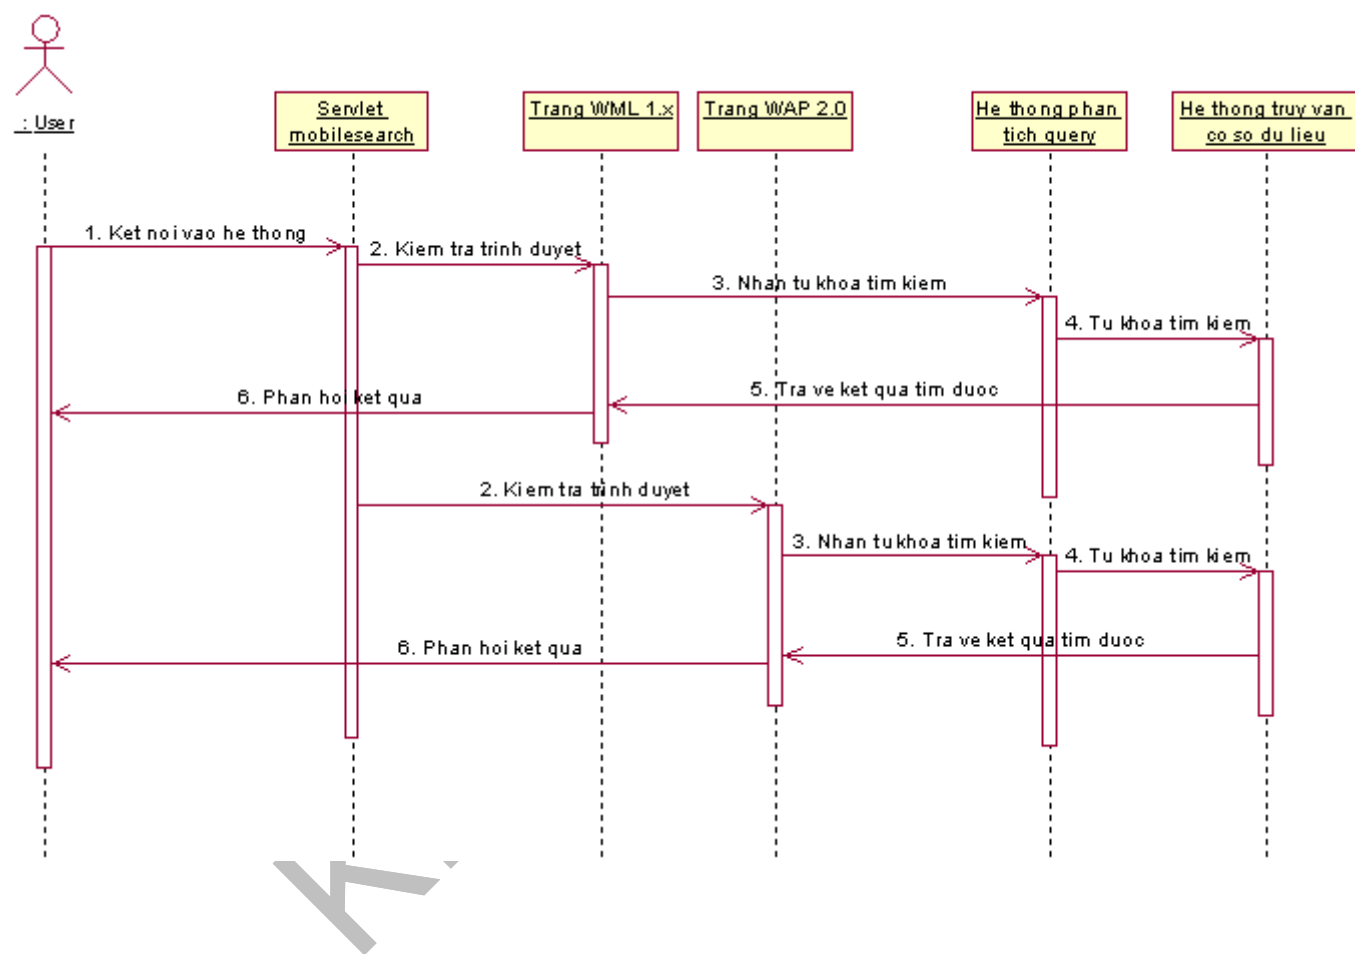 : User
Servlet
mobilesearch
Trang WML 1.x
Trang WAP 2.0
He thong phan
tich query
He thong truy van
co so du lieu
1. Ket noi vao he thong
2. Kiem tra trinh duyet
3. Nhan tu khoa tim kiem
4. Tu khoa tim kiem
5. Tra ve ket qua tim duoc
6. Phan hoi ket qua
2. Kiem tra trinh duyet
3. Nhan tu khoa tim kiem
4. Tu khoa tim kiem
5. Tra ve ket qua tim duoc
6. Phan hoi ket qua